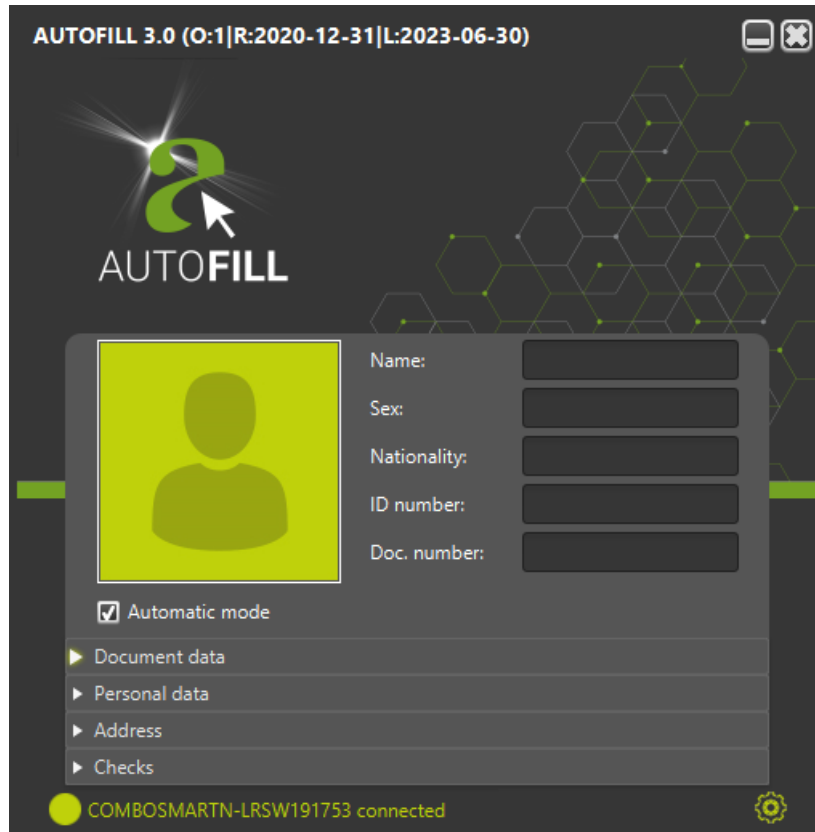 AUTOFILL 3.0 (O:1|R:2020-12-31|L:2023-06-30)
a
AUTOFILL
Name:
Sex:
Nationality:
ID number:
Doc. number:
Automatic mode
Document data
Personal data
Address
Checks
COMBOSMARTN-LRSW191753 connected